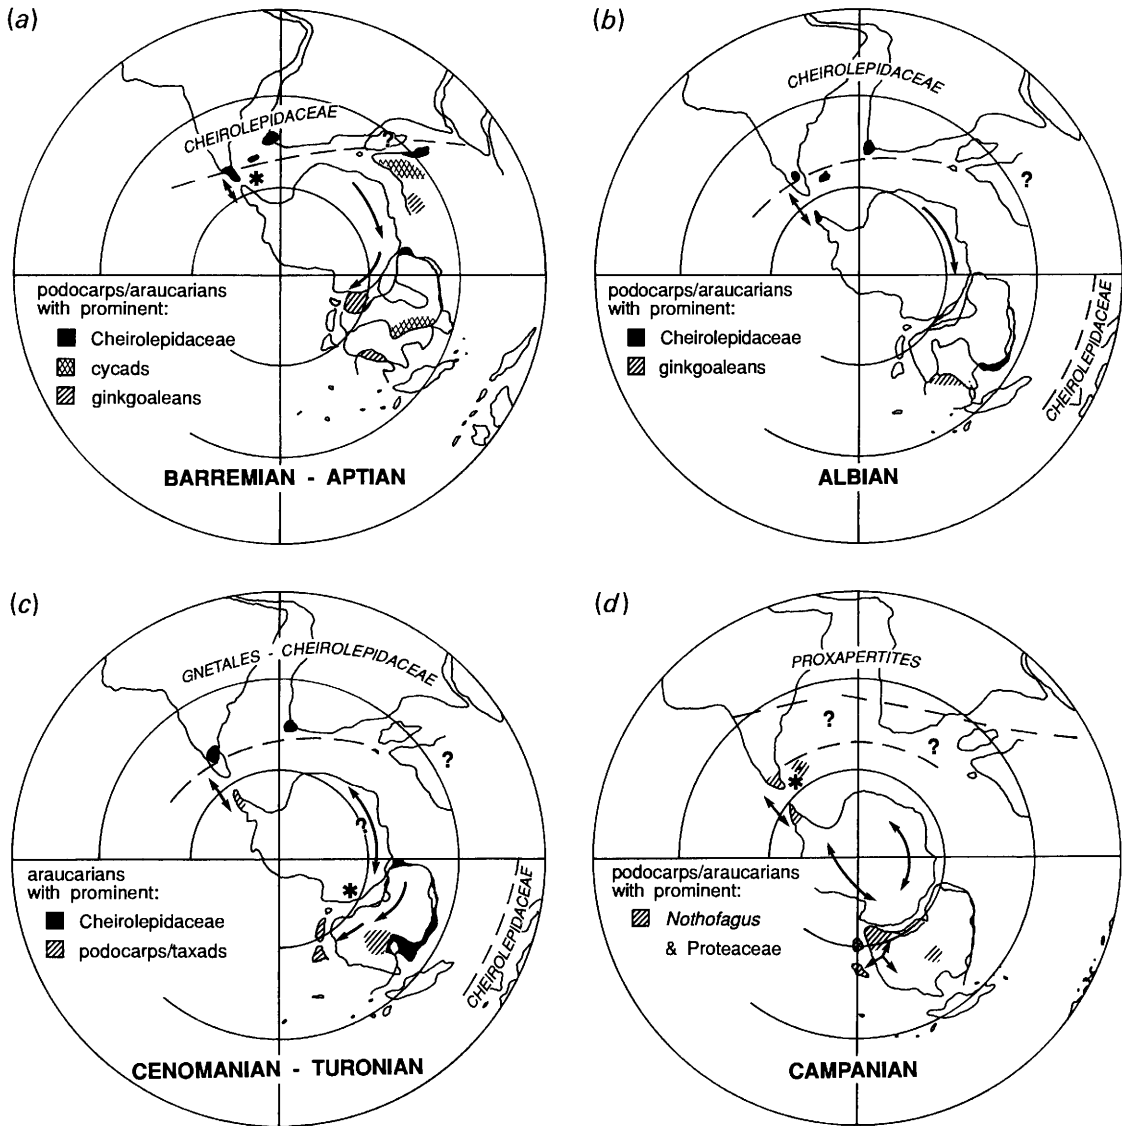 (a)
CHEIROLEPIDACEAE
?
*
podocarps/araucarians
with prominent:
Cheirolepidaceae
cycads
ginkgoaleans
BARREMIAN - APTIAN
(b)
CHEIROLEPIDACEAE
?
podocarps/araucarians
with prominent:
Cheirolepidaceae
ginkgoaleans
CHEIROLEPIDACEAE
ALBIAN
(c)
GNETALES - CHEIROLEPIDACEAE
?
?
*
araucarians
with prominent:
Cheirolepidaceae
podocarps/taxads
CHEIROLEPIDACEAE
CENOMANIAN - TURONIAN
(d)
PROXAPERTITES
?
?
*
podocarps/araucarians
with prominent:
Nothofagus
& Proteaceae
CAMPANIAN